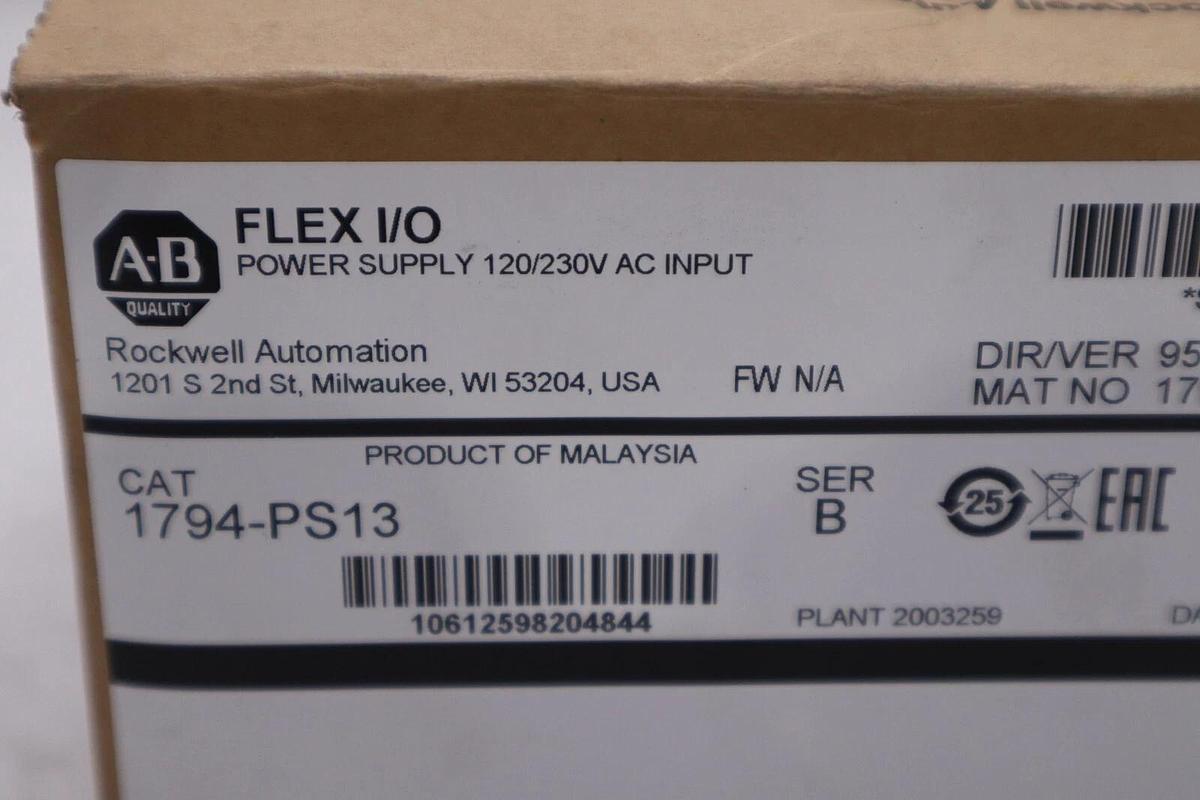 A-B
QUALITY
FLEX I/O
POWER SUPPLY 120/230V AC INPUT
Rockwell Automation
1201 S 2nd St, Milwaukee, WI 53204, USA
FW N/A
DIR/VER 95
MAT NO 17
PRODUCT OF MALAYSIA
CAT
1794-PS13
SER
B
25
EAC
10612598204844
PLANT 2003259